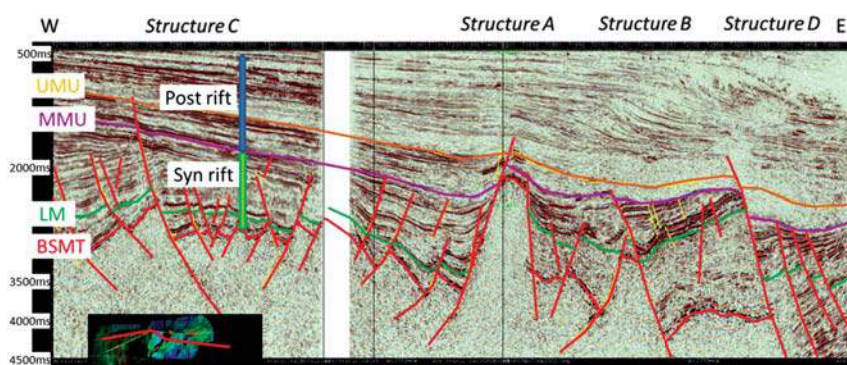 W Structure C Structure A Structure B Structure D E
500ms
UMU
Post rift
MMU
2000ms
Syn rift
LM
BSMT
3500ms
4000ms
4500ms